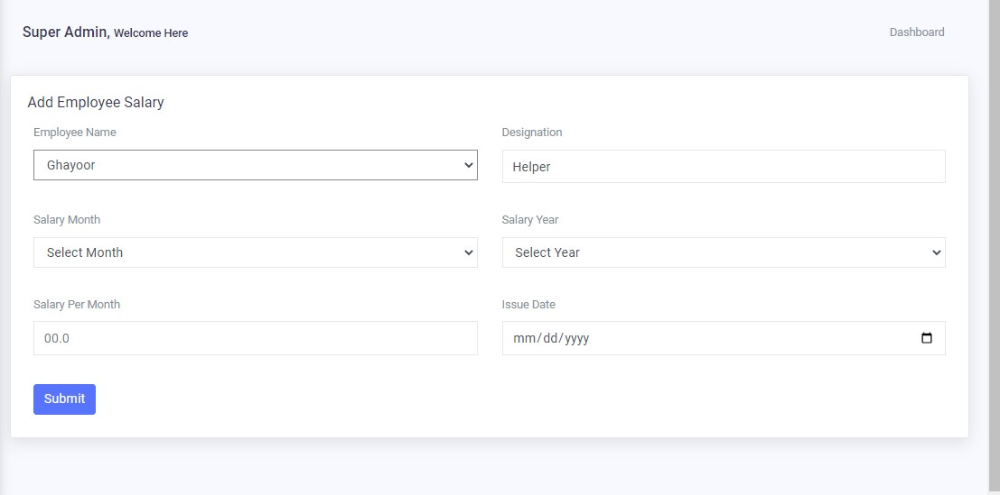 Super Admin, Welcome Here
Dashboard
Add Employee Salary
Employee Name
Designation
Ghayoor
Helper
Salary Month
Salary Year
Select Month
Select Year
Salary Per Month
Issue Date
00.0
mm/dd/yyyy
Submit